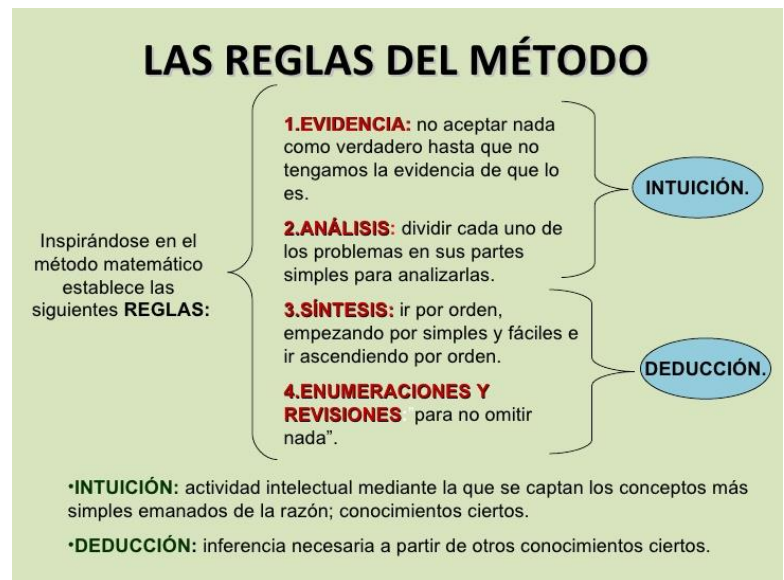 LAS REGLAS DEL MÉTODO
Inspirándose en el
método matemático
establece las
siguientes REGLAS:
1.EVIDENCIA: no aceptar nada
como verdadero hasta que no
tengamos la evidencia de que lo
es.
2.ANÁLISIS: dividir cada uno de
los problemas en sus partes
simples para analizarlas.
3.SÍNTESIS: ir por orden,
empezando por simples y fáciles e
ir ascendiendo por orden.
4.ENUMERACIONES Y
REVISIONES:"para no omitir
nada".
INTUICIÓN.
DEDUCCIÓN.
•INTUICIÓN: actividad intelectual mediante la que se captan los conceptos más
simples emanados de la razón; conocimientos ciertos.
•DEDUCCIÓN: inferencia necesaria a partir de otros conocimientos ciertos.